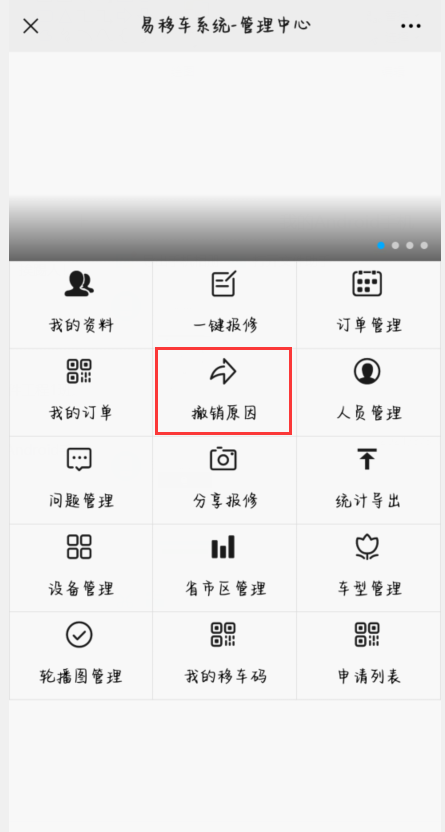 易移车系统-管理中心
我的资料
一键报修
订单管理
我的订单
撤销原因
人员管理
问题管理
分享报修
统计导出
设备管理
省市区管理
车型管理
轮播图管理
我的移车码
申请列表